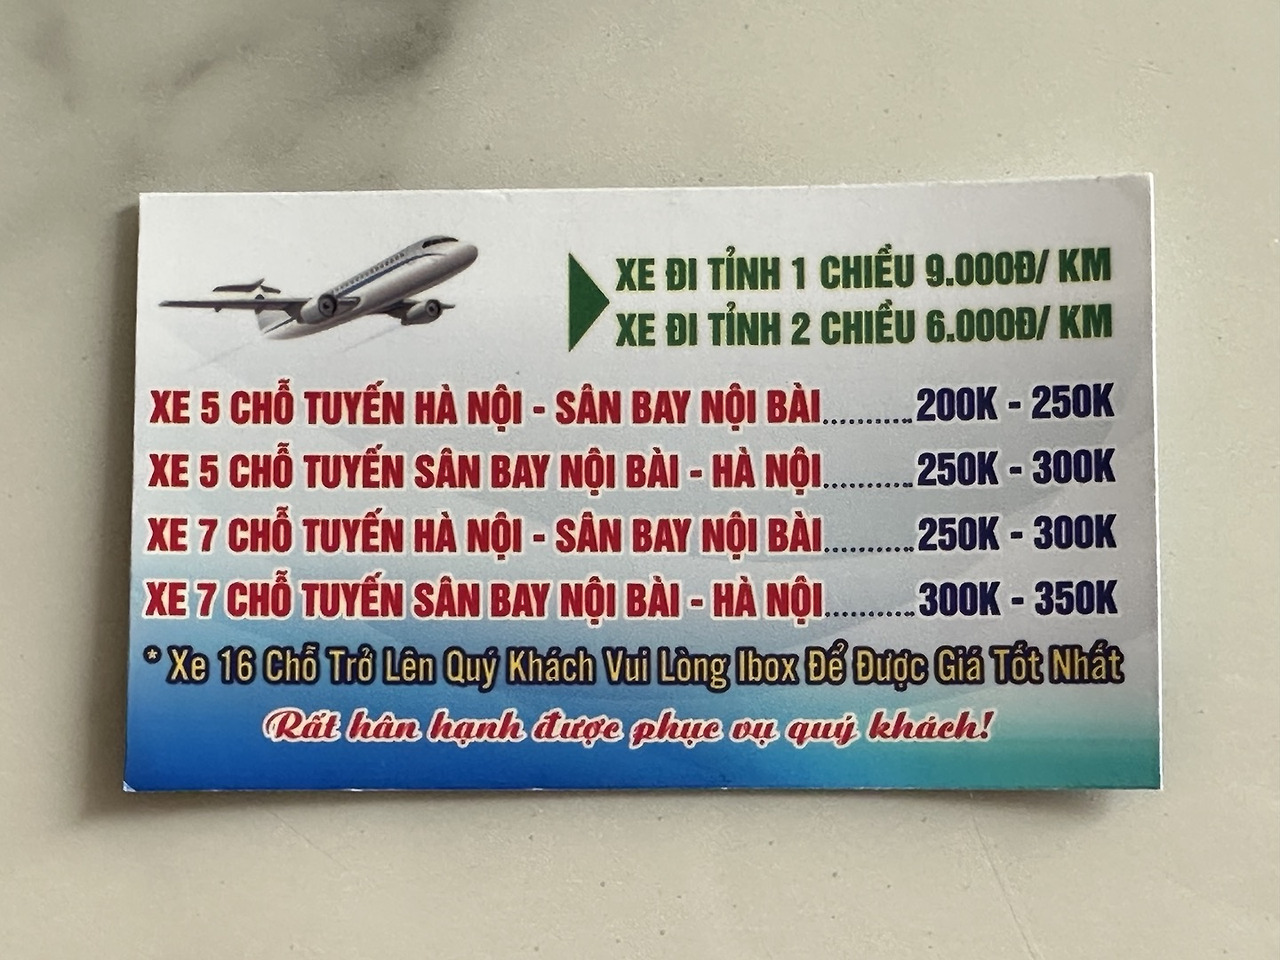 XE ĐI TỈNH 1 CHIỀU 9.000Đ/ KM
XE ĐI TỈNH 2 CHIỀU 6.000Đ/ KM
XE 5 CHỖ TUYẾN HÀ NỘI - SÂN BAY NỘI BÀI..........200K - 250K
XE 5 CHỖ TUYẾN SÂN BAY NỘI BÀI - HÀ NỘI..........250K - 300K
XE 7 CHỖ TUYẾN HÀ NỘI - SÂN BAY NỘI BÀI..........250K - 300K
XE 7 CHỖ TUYẾN SÂN BAY NỘI BÀI - HÀ NỘI..........300K - 350K
* Xe 16 Chỗ Trở Lên Quý Khách Vui Lòng Ibox Để Được Giá Tốt Nhất
Rất hân hạnh được phục vụ quý khách!